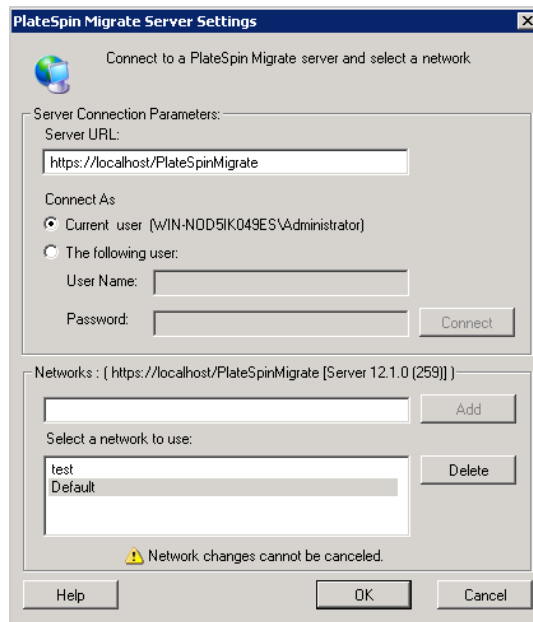 PlateSpin Migrate Server Settings
Connect to a PlateSpin Migrate server and select a network
Server Connection Parameters:
Server URL:
https://localhost/PlateSpinMigrate
Connect As
Current user (WIN-NOD5IK049ES\Administrator)
The following user:
User Name:
Password:
Connect
Networks : ( https://localhost/PlateSpinMigrate [Server 12.1.0 (259)] )
Add
Select a network to use:
test
Default
Delete
Network changes cannot be canceled.
Help
OK
Cancel